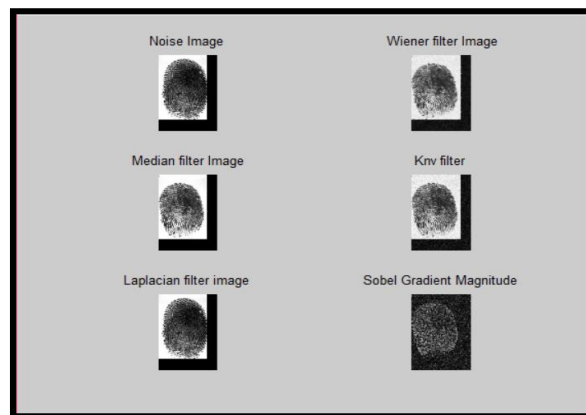 Noise Image
Wiener filter Image
Median filter Image
Knv filter
Laplacian filter image
Sobel Gradient Magnitude